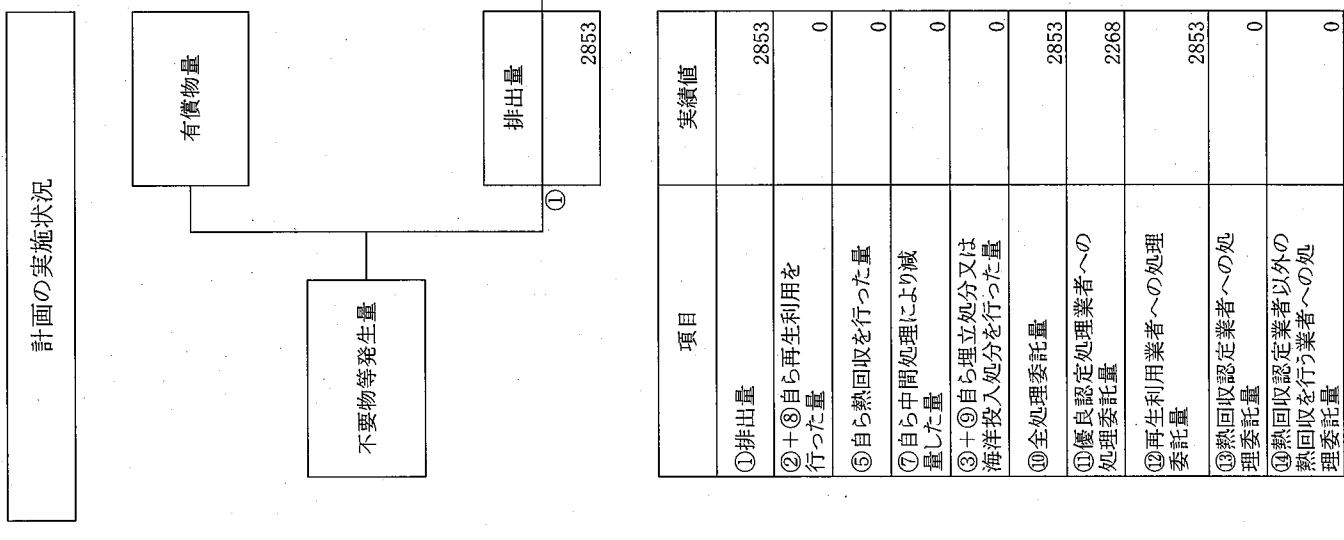 計画の実施状況
不要物等発生量
有償物量
①
排出量
2853
項目
実績値
①排出量
2853
②+⑧自ら再生利用を
行った量
0
⑤自ら熱回収を行った量
0
⑦自ら中間処理により減
量した量
0
③+⑨自ら埋立処分又は
海洋投入処分を行った量
0
⑩全処理委託量
2853
⑪優良認定処理業者への
処理委託量
2268
⑫再生利用業者への処理
委託量
2853
⑬熱回収認定業者への処
理委託量
0
⑭熱回収認定業者以外の
熱回収を行う業者への処
理委託量
0